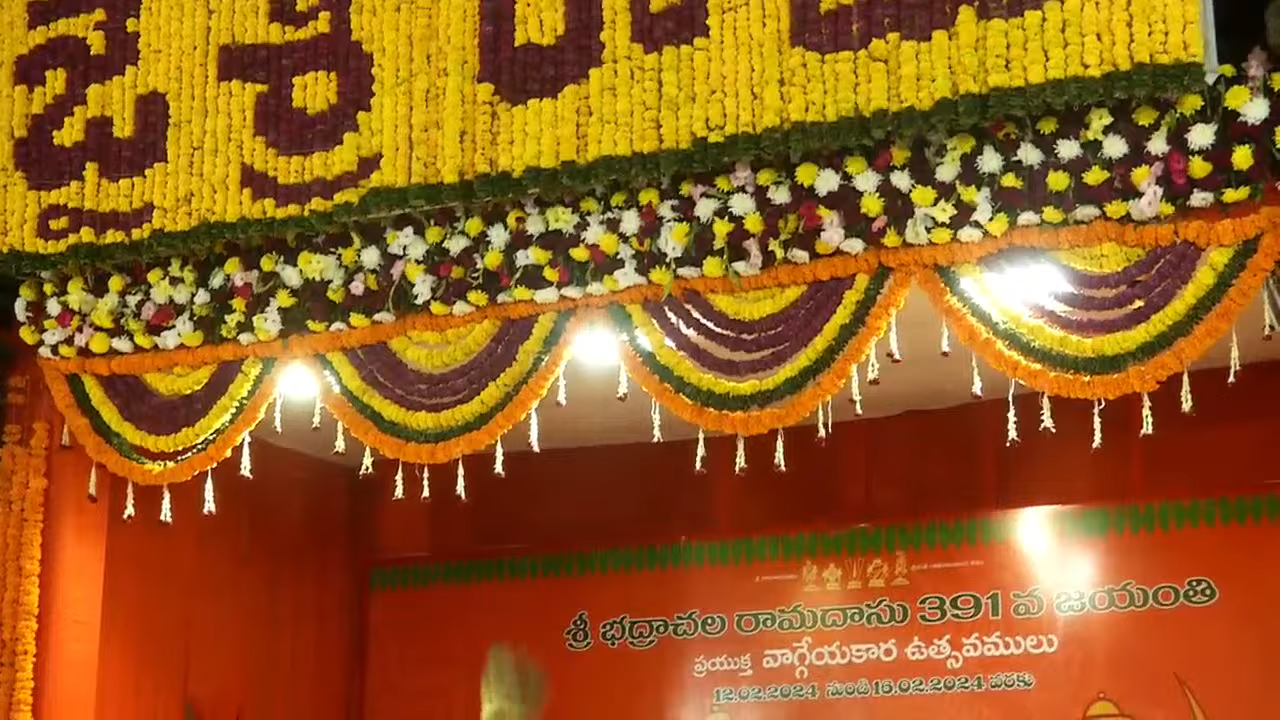 శ్రీ భద్రాచల రామదాసు 391 వ జయంతి
ప్రయుక్త వాగ్గేయకార ఉత్సవములు
12.02.2024 నుండి 16.02.2024 వరకు